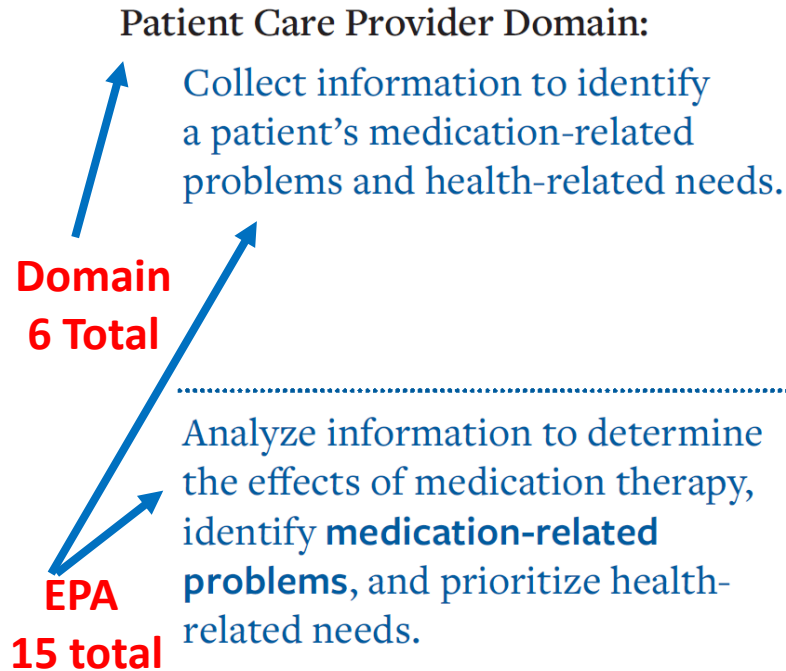 Patient Care Provider Domain:
Collect information to identify
a patient's medication-related
problems and health-related needs.
Domain
6 Total
Analyze information to determine
the effects of medication therapy,
identify medication-related
problems, and prioritize health-
related needs.
EPA
15 total